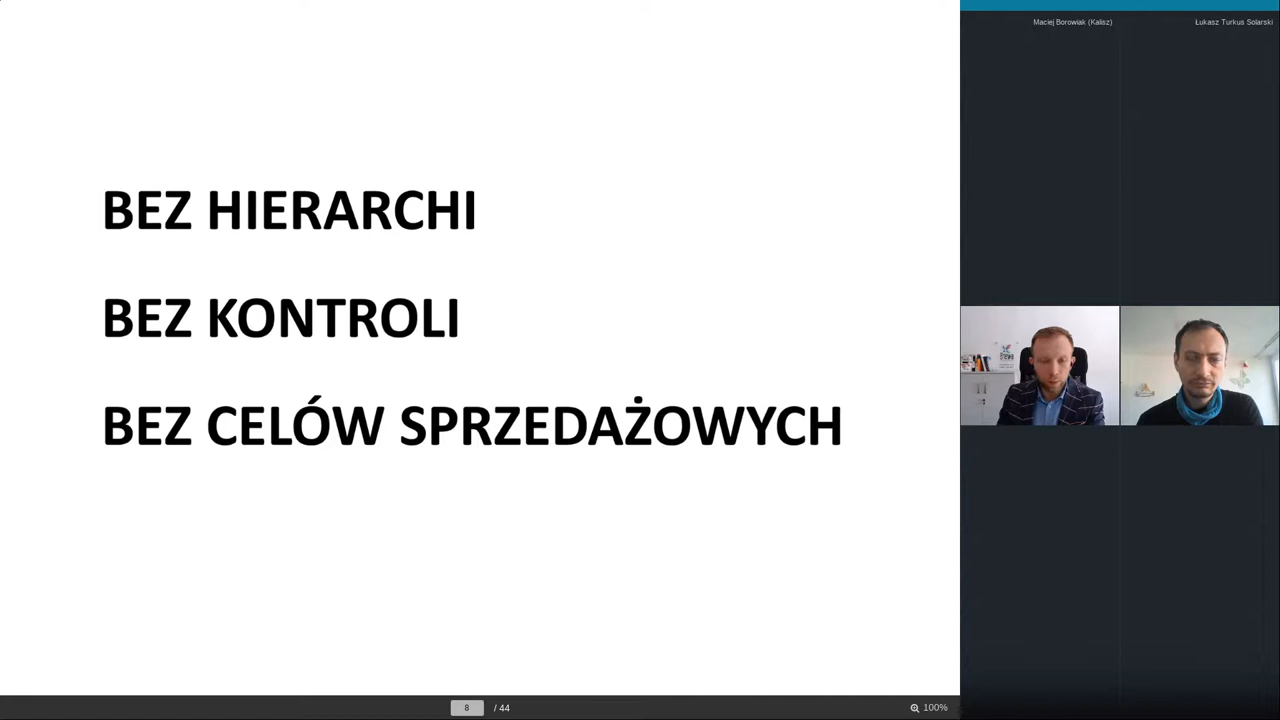 Maciej Borowiak (Kalisz)
Łukasz Turkus Solarski
BEZ HIERARCHI
BEZ KONTROLI
BEZ CELÓW SPRZEDAŻOWYCH
8 / 44
100%